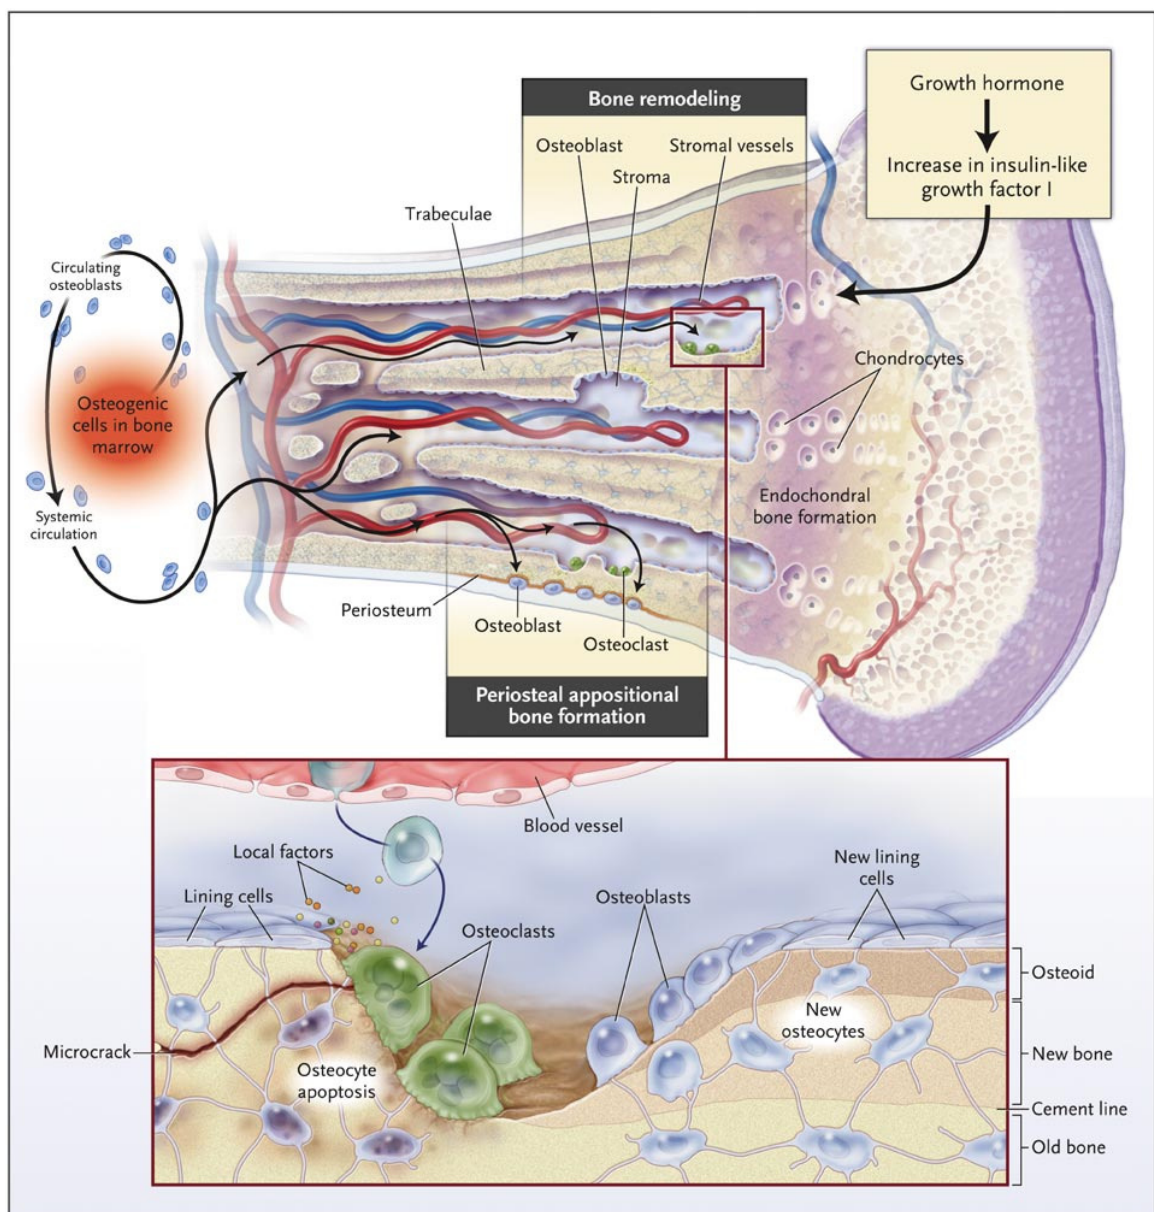 Bone remodeling
Growth hormone
Increase in insulin-like
growth factor I
Osteoblast
Stromal vessels
Stroma
Trabeculae
Circulating
osteoblasts
Osteogenic
cells in bone
marrow
Systemic
circulation
Chondrocytes
Endochondral
bone formation
Periosteum
Osteoblast
Osteoclast
Periosteal appositional
bone formation
Blood vessel
Local factors
Lining cells
Osteoclasts
Osteoblasts
New lining
cells
Osteoid
New
osteocytes
New bone
Microcrack
Osteocyte
apoptosis
Cement line
Old bone